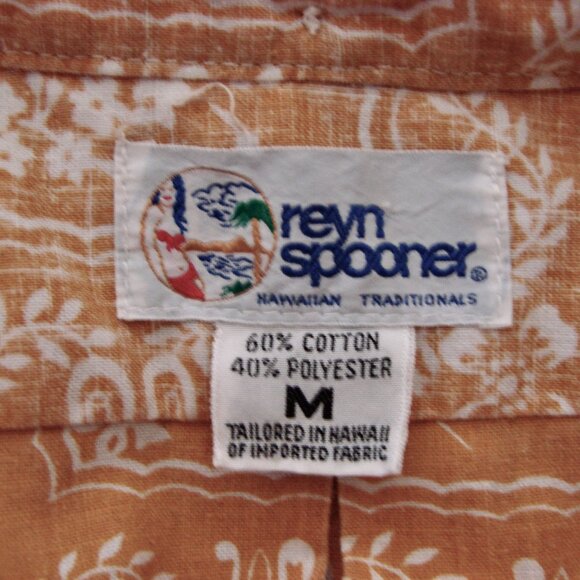 reyn
spooner®
HAWAIIAN TRADITIONALS
60% COTTON
40% POLYESTER
M
TAILORED IN HAWAII
OF IMPORTED FABRIC